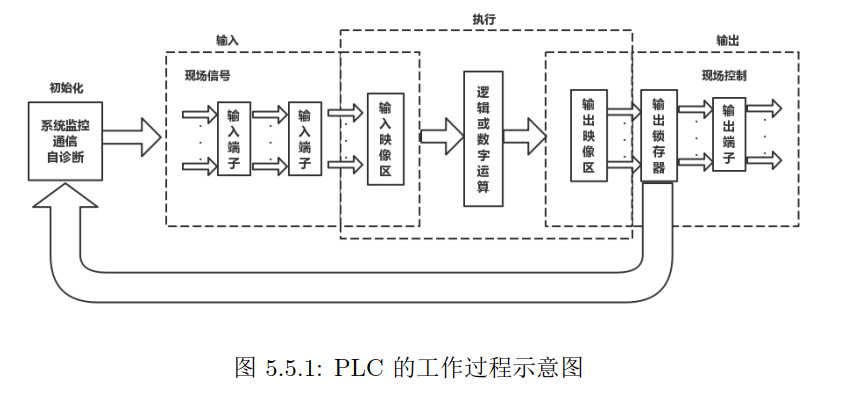 执行
输入
输出
初始化
现场信号
现场控制
系统监控
通信
自诊断
输入端子
输入端子
输入映像区
逻辑或数字运算
输出映像区
输出锁存器
输出端子
图 5.5.1: PLC 的工作过程示意图